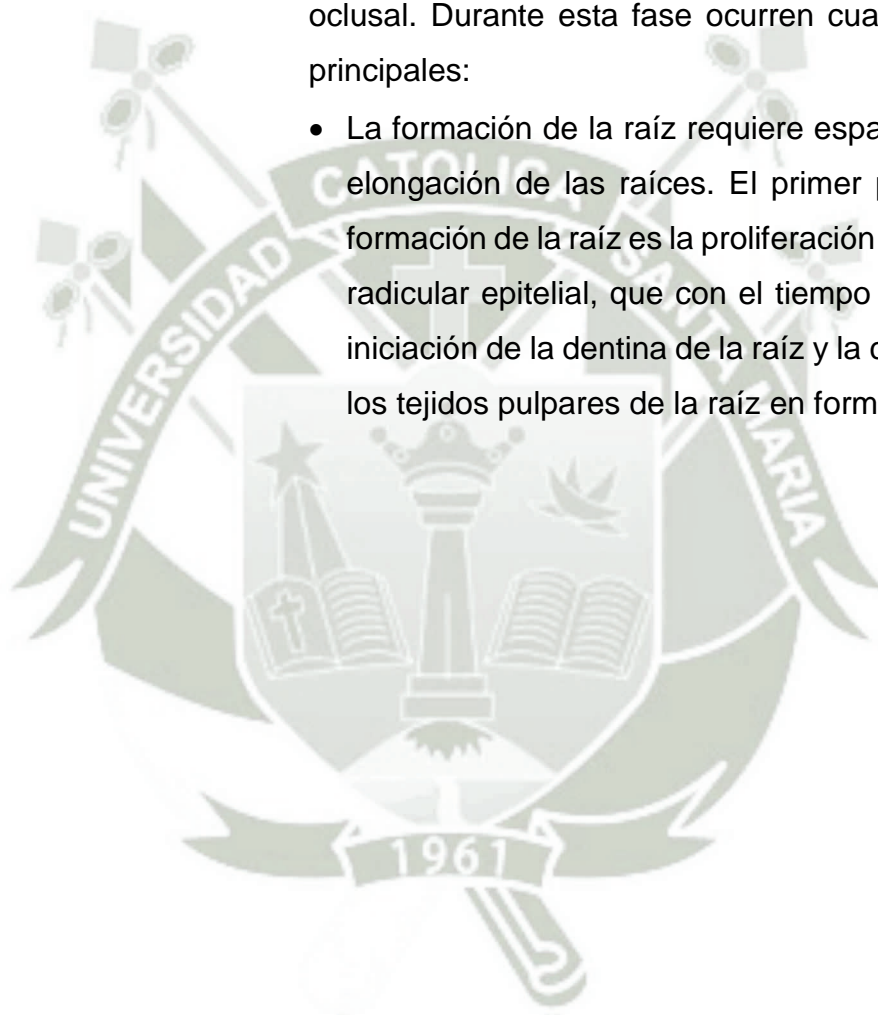 oclusal. Durante esta fase ocurren cua
principales:
• La formación de la raíz requiere espa
elongación de las raíces. El primer
formación de la raíz es la proliferación
radicular epitelial, que con el tiempo
iniciación de la dentina de la raíz y la
los tejidos pulpares de la raíz en form
UNIVERSIDAD CATOLICA SANTA MARIA
1961